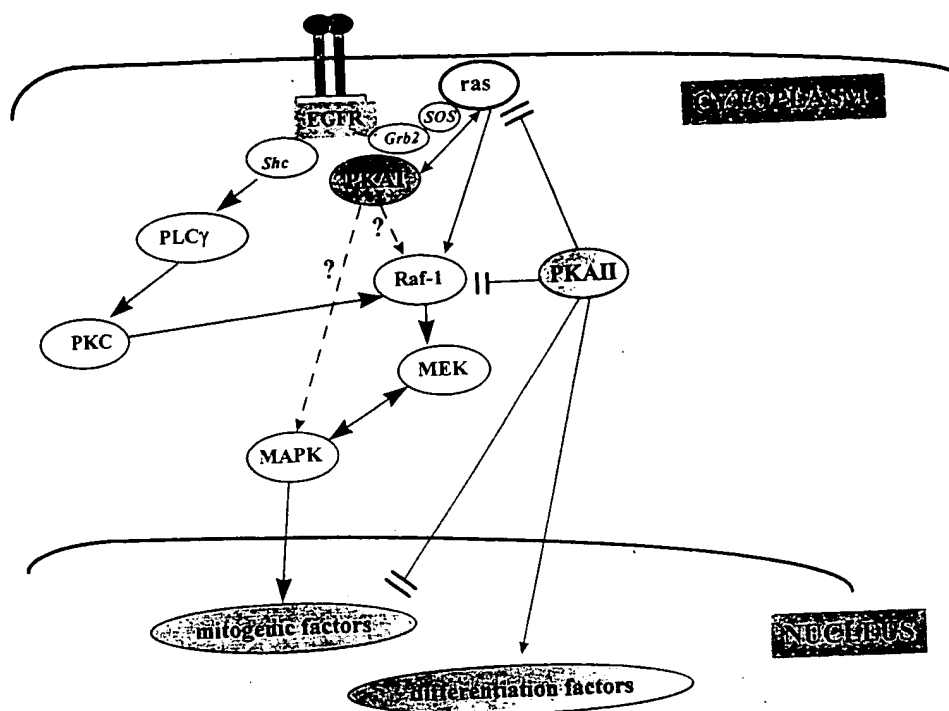 ras
CYTOPLASM
EGFR
SOS
Grb2
Shc
PKAI
?
PLCγ
?
Raf-1
PKAII
PKC
MEK
MAPK
mitogenic factors
NUCLEUS
differentiation factors